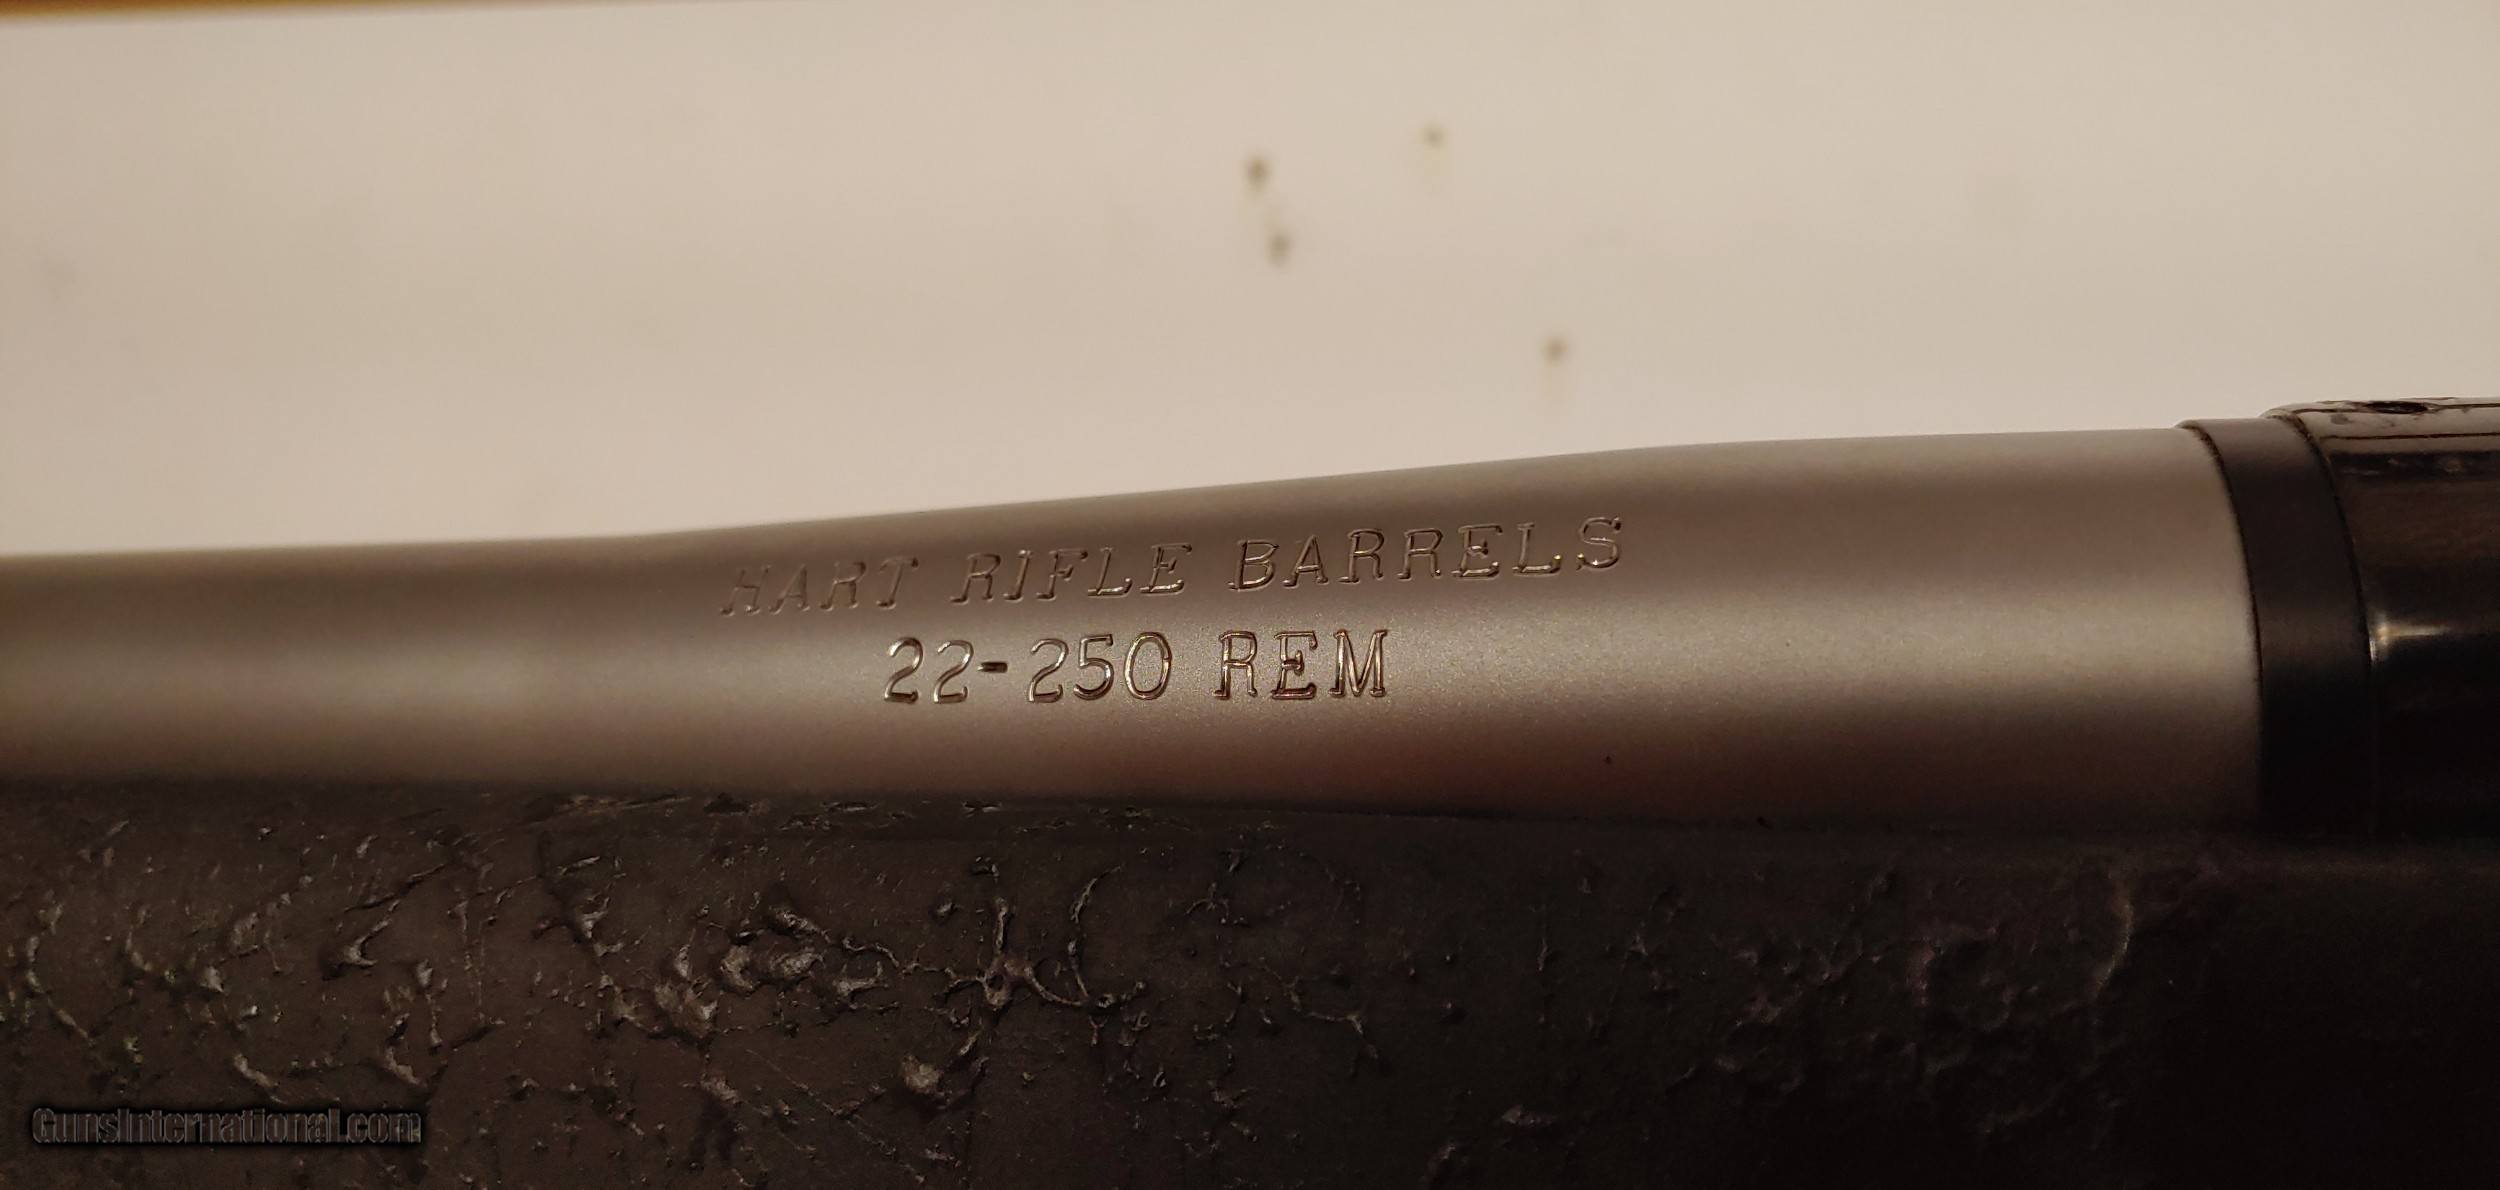 HART RIFLE BARRELS
22-250 REM
GunsInternational.com